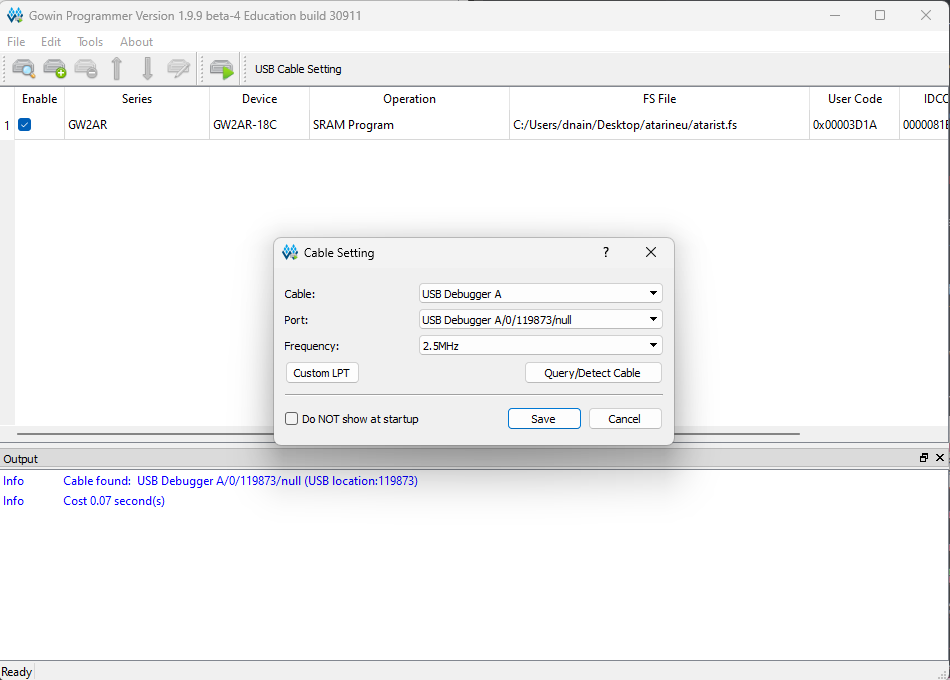 Gowin Programmer Version 1.9.9 beta-4 Education build 30911
File Edit Tools About
USB Cable Setting
Enable Series Device Operation FS File User Code IDCC
1 GW2AR GW2AR-18C SRAM Program C:/Users/dnain/Desktop/atarineu/atarist.fs 0x00003D1A 0000081B
Cable Setting ?
Cable: USB Debugger A
Port: USB Debugger A/0/119873/null
Frequency: 2.5MHz
Custom LPT Query/Detect Cable
Do NOT show at startup Save Cancel
Output
Info Cable found: USB Debugger A/0/119873/null (USB location:119873)
Info Cost 0.07 second(s)
Ready